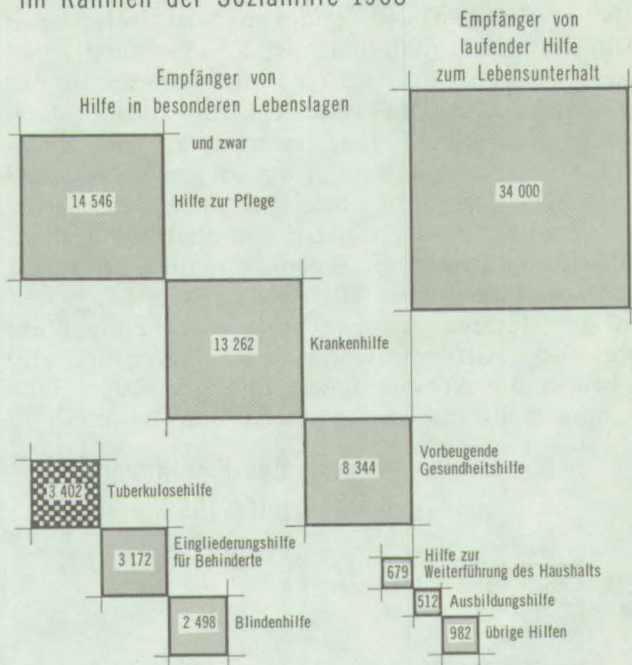 im Rahmen der Sozialhilfe 1968
Empfänger von
laufender Hilfe
zum Lebensunterhalt
Empfänger von
Hilfe in besonderen Lebenslagen
und zwar
14 546
Hilfe zur Pflege
34 000
13 262
Krankenhilfe
8 344
Vorbeugende
Gesundheitshilfe
3 402
Tuberkulosehilfe
3 172
Eingliederungshilfe
für Behinderte
2 498
Blindenhilfe
679
Hilfe zur
Weiterführung des Haushalts
512
Ausbildungshilfe
982
übrige Hilfen